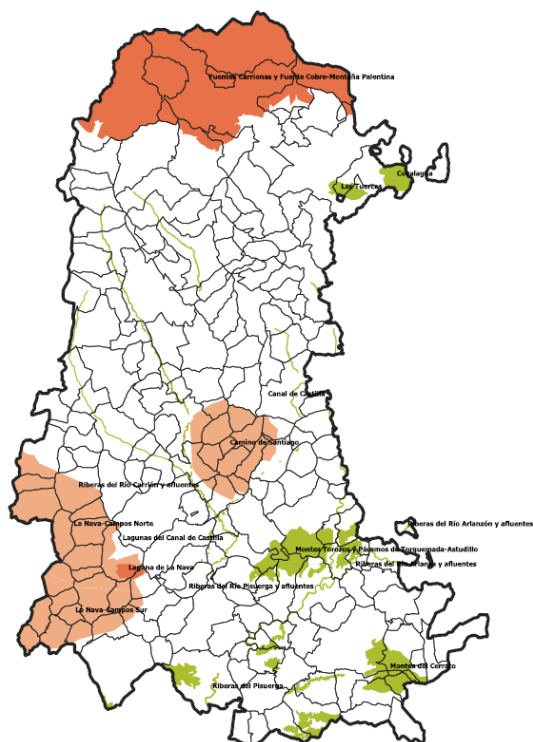 Fuentes Carrionas y Fuente Cobre-Montaña Palentina
Covalagua
Las Tuerces
Canal de Castilla
Camino de Santiago
Riberas del Río Carrión y afluentes
La Nava-Campos Norte
Riberas del Río Arlanzón y afluentes
Lagunas del Canal de Castilla
Montes Torozos y Páramos de Torquemada-Astudillo
Laguna de La Nava
Riberas del Río Arlanza y afluentes
Riberas del Río Pisuerga y afluentes
La Nava-Campos Sur
Montes del Cerrato
Riberas del Pisuerga